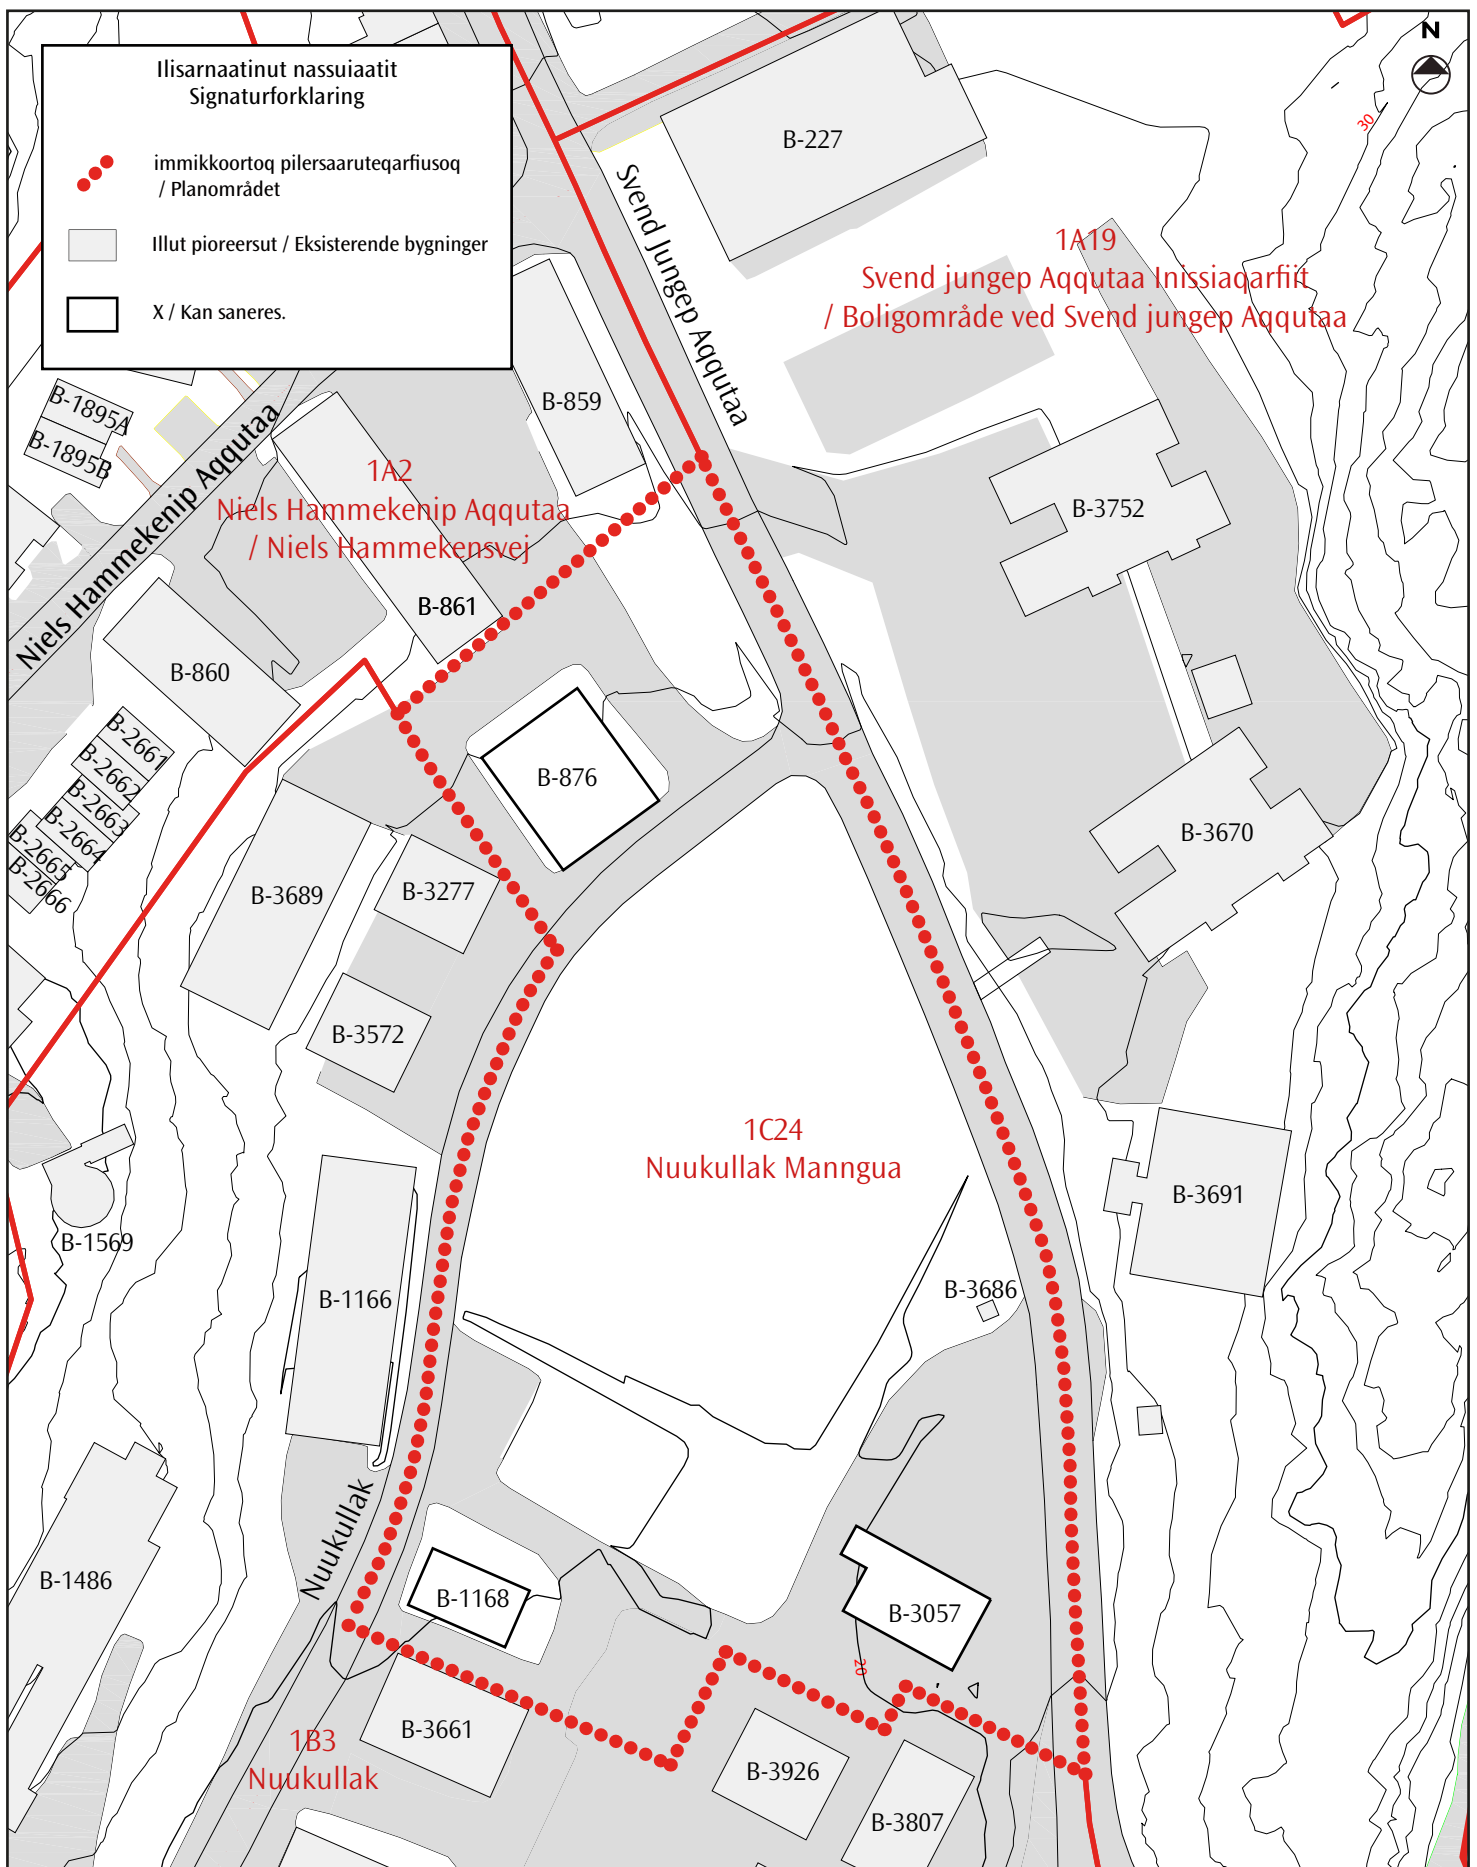 Ilisarnaatinut nassuiaatit
Signaturforklaring
immikkoortoq pilersaaruteqarfiusoq
/ Planområdet
Illut pioreersut / Eksisterende bygninger
X / Kan saneres.
N
30
B-227
Svend Jungep Aqqutaa
1A19
Svend jungep Aqqutaa Inissiaqarfiit
/ Boligområde ved Svend jungep Aqqutaa
B-859
B-1895A
B-1895B
Niels Hammekenip Aqqutaa
1A2
Niels Hammekenip Aqqutaa
/ Niels Hammekensvej
B-3752
B-861
B-860
B-2661
B-2662
B-2663
B-2664
B-2665
B-2666
B-876
B-3670
B-3689
B-3277
B-3572
1C24
Nuukullak Manngua
B-3691
B-1569
B-1166
B-3686
Nuukullak
B-1486
B-1168
B-3057
20
1B3
Nuukullak
B-3661
B-3926
B-3807